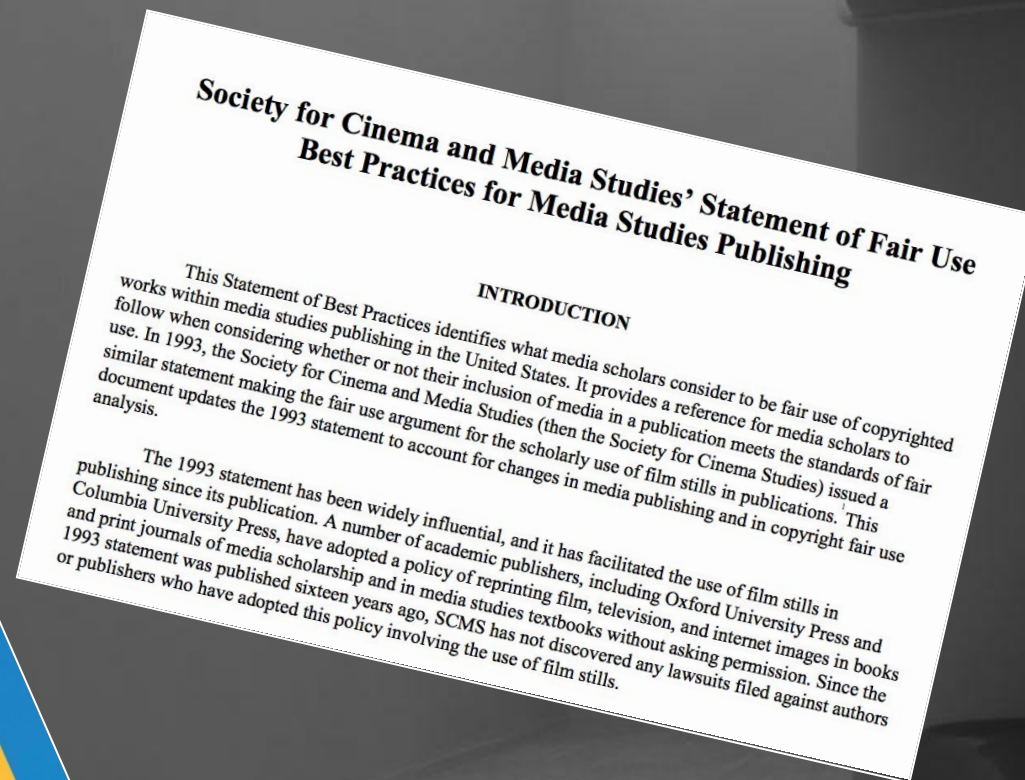 Society for Cinema and Media Studies’ Statement of Fair Use
Best Practices for Media Studies Publishing
INTRODUCTION
This Statement of Best Practices identifies what media scholars consider to be fair use of copyrighted
works within media studies publishing in the United States. It provides a reference for media scholars to
follow when considering whether or not their inclusion of media in a publication meets the standards of fair
use. In 1993, the Society for Cinema and Media Studies (then the Society for Cinema Studies) issued a
similar statement making the fair use argument for the scholarly use of film stills in publications. This
document updates the 1993 statement to account for changes in media publishing and in copyright fair use
analysis.
The 1993 statement has been widely influential, and it has facilitated the use of film stills in
publishing since its publication. A number of academic publishers, including Oxford University Press and
Columbia University Press, have adopted a policy of reprinting film, television, and internet images in books
and print journals of media scholarship and in media studies textbooks without asking permission. Since the
1993 statement was published sixteen years ago, SCMS has not discovered any lawsuits filed against authors
or publishers who have adopted this policy involving the use of film stills.